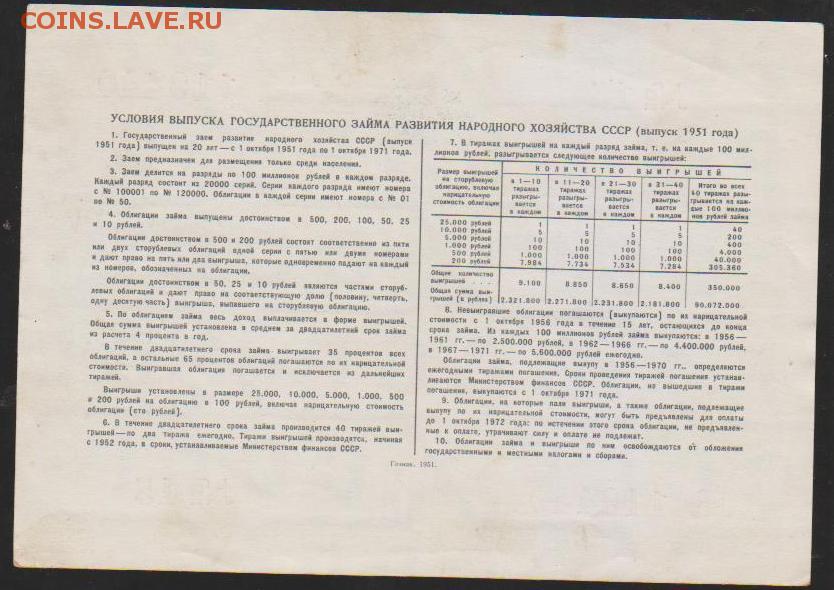 COINS.LAVE.RU
УСЛОВИЯ ВЫПУСКА ГОСУДАРСТВЕННОГО ЗАЙМА РАЗВИТИЯ НАРОДНОГО ХОЗЯЙСТВА СССР (выпуск 1951 года)
1. Государственный заем развития народного хозяйства СССР (выпуск
1951 года) выпущен на 20 лет — с 1 октября 1951 года по 1 октября 1971 года.
2. Заем предназначен для размещения только среди населения.
3. Заем делится на разряды по 100 миллионов рублей в каждом разряде.
Каждый разряд состоит из 20000 серий. Серии каждого разряда имеют номера
с № 100001 по № 120000. Облигации в каждой серии имеют номера с № 01
по № 50.
4. Облигации займа выпущены достоинством в 500, 200, 100, 50, 25
и 10 рублей.
Облигации достоинством в 500 и 200 рублей состоят соответственно из пяти
или двух сторублевых облигаций одной серии с пятью или двумя номерами
и дают право на пять или два выигрыша, которые одновременно падают на каждый
из номеров, обозначенных на облигации.
Облигации достоинством в 50, 25 и 10 рублей являются частями сторуб-
левых облигаций и дают право на соответствующую долю (половину, четверть,
одну десятую часть) выигрыша, выпавшего на сторублевую облигацию.
5. По облигациям займа весь доход выплачивается в форме выигрышей.
Общая сумма выигрышей установлена в среднем за двадцатилетний срок займа
из расчета 4 процента в год.
В течение двадцатилетнего срока займа выигрывает 35 процентов всех
облигаций, а остальные 65 процентов облигаций погашаются по их нарицательной
стоимости. Выигравшая облигация погашается и исключается из дальнейших
тиражей.
Выигрыши установлены в размере 25.000, 10.000, 5.000, 1.000, 500
и 200 рублей на облигацию в 100 рублей, включая нарицательную стоимость
облигации (сто рублей).
6. В течение двадцатилетнего срока займа производится 40 тиражей выи-
грышей — по два тиража ежегодно. Тиражи выигрышей производятся, начиная
с 1952 года, в сроки, устанавливаемые Министерством финансов СССР.
7. В тиражах выигрышей на каждый разряд займа, т. е. на каждые 100 мил-
лионов рублей, разыгрывается следующее количество выигрышей:
Размер выигрышей на сторублевую облигацию, включая нарицательную стоимость облигации
КОЛИЧЕСТВО ВЫИГРЫШЕЙ
в 1—10 тиражах разыгры- вается в каждом
в 11—20 тиражах разыгры- вается в каждом
в 21—30 тиражах разыгры- вается в каждом
в 31—40 тиражах разыгры- вается в каждом
Итого во всех 40 тиражах разы- грывается на каж- дые 100 миллио- нов рублей займа
25.000 рублей 1 1 1 1 40
10.000 рублей 5 5 5 5 200
5.000 рублей 10 10 10 10 400
1.000 рублей 100 100 100 100 4.000
500 рублей 1.000 1.000 1.000 1.000 40.000
200 рублей 7.984 7.734 7.534 7.284 305.360
Общее количество
выигрышей . . . 9.100 8.850 8.650 8.400 350.000
Общая сумма выи-
грышей (в рублях) 2.321.800 2.271.800 2.231.800 2.181.800 90.072.000
8. Невыигравшие облигации погашаются (выкупаются) по их нарицательной
стоимости с 1 октября 1956 года в течение 15 лет, остающихся до конца
срока займа. Из каждых 100 миллионов рублей займа выкупаются: в 1956—
1961 гг. — по 2.500.000 рублей, в 1962—1966 гг. — по 4.400.000 рублей,
в 1967—1971 гг. — по 5.600.000 рублей ежегодно.
Облигации займа, подлежащие выкупу в 1956—1970 гг., определяются
ежегодными тиражами погашения. Сроки проведения тиражей погашения устанав-
ливаются Министерством финансов СССР. Облигации, не вышедшие в тиражи
погашения, выкупаются с 1 октября 1971 года.
9. Облигации, на которые пали выигрыши, а также облигации, подлежащие
выкупу по их нарицательной стоимости, могут быть предъявлены для оплаты
до 1 октября 1972 года; по истечении этого срока облигации, не предъявлен-
ные к оплате, утрачивают силу и оплате не подлежат.
10. Облигации займа и выигрыши по ним освобождаются от обложения
государственными и местными налогами и сборами.
Гознак. 1951.